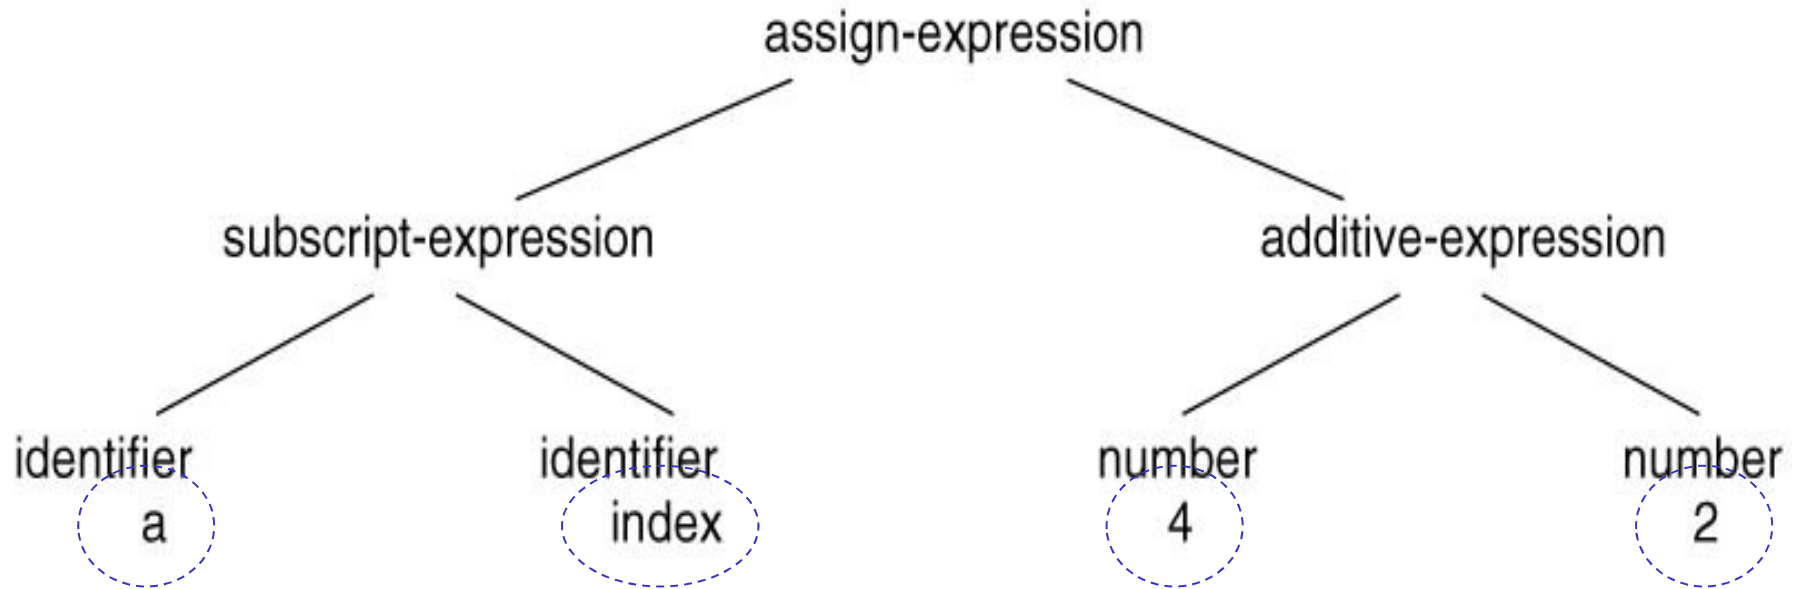 assign-expression
subscript-expression additive-expression
identifier identifier number number
a index 4 2